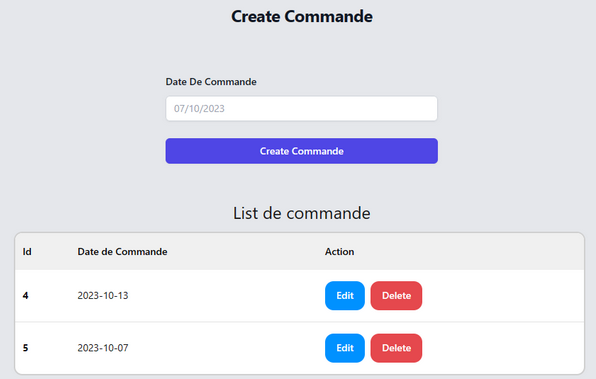 Create Commande
Date De Commande
07/10/2023
Create Commande
List de commande
Id Date de Commande Action
4 2023-10-13 Edit Delete
5 2023-10-07 Edit Delete